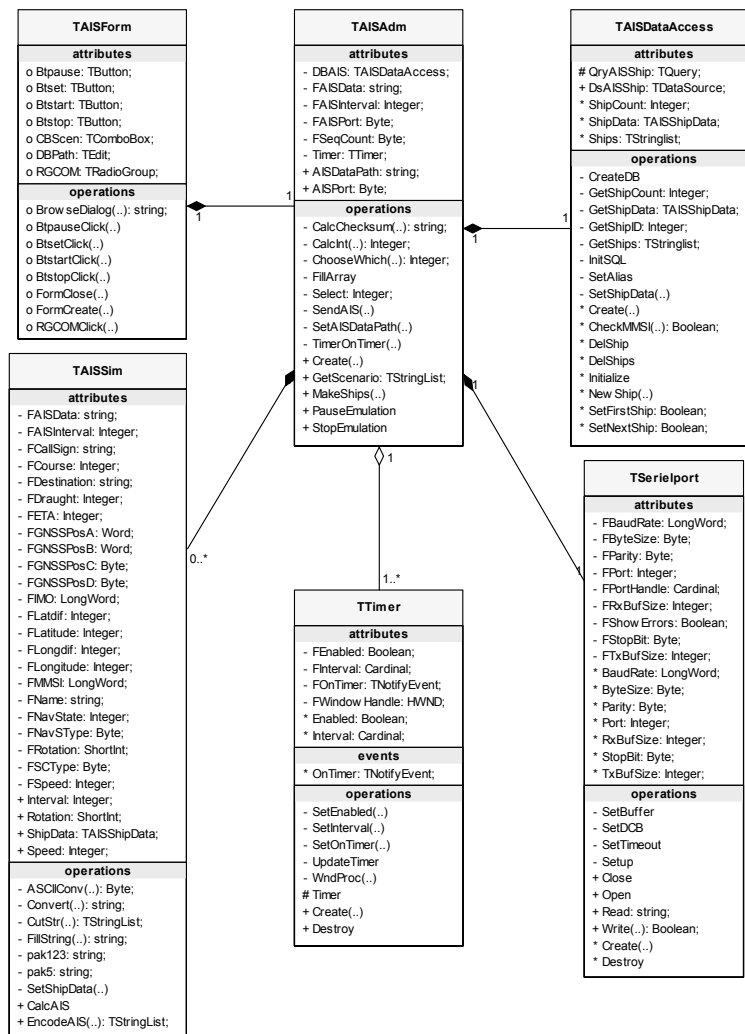 TAISForm
attributes
o Btpause: TButton;
o Btset: TButton;
o Btstart: TButton;
o Btstop: TButton;
o CBScen: TComboBox;
o DBPath: TEdit;
o RGCOM: TRadioGroup;
operations
o BrowseDialog(..): string;
o BtpauseClick(..)
o BtsetClick(..)
o BtstartClick(..)
o BtstopClick(..)
o FormClose(..)
o FormCreate(..)
o RGCOMClick(..)
1
1
TAISAdm
attributes
- DBAIS: TAISDataAccess;
- FAISData: string;
- FAISInterval: Integer;
- FAISPort: Byte;
- FSeqCount: Byte;
- Timer: TTimer;
+ AISDataPath: string;
+ AISPort: Byte;
operations
- CalcChecksum(..): string;
- CalcInt(..): Integer;
- ChooseWhich(..): Integer;
- FillArray
- Select: Integer;
- SendAIS(..)
- SetAISDataPath(..)
- TimerOnTimer(..)
+ Create(..)
+ GetScenario: TStringList;
+ MakeShips(..)
+ PauseEmulation
+ StopEmulation
1
1
TAISDataAccess
attributes
# QryAISShip: TQuery;
+ DsAISShip: TDataSource;
* ShipCount: Integer;
* ShipData: TAISShipData;
* Ships: TStringlist;
operations
- CreateDB
- GetShipCount: Integer;
- GetShipData: TAISShipData;
- GetShipID: Integer;
- GetShips: TStringlist;
- InitSQL
- SetAlias
- SetShipData(..)
* Create(..)
* CheckMMSI(..): Boolean;
* DelShip
* DelShips
* Initialize
* New Ship(..)
* SetFirstShip: Boolean;
* SetNextShip: Boolean;
TAISSim
attributes
- FAISData: string;
- FAISInterval: Integer;
- FCallSign: string;
- FCourse: Integer;
- FDestination: string;
- FDraught: Integer;
- FETA: Integer;
- FGNSSPosA: Word;
- FGNSSPosB: Word;
- FGNSSPosC: Byte;
- FGNSSPosD: Byte;
- FIMO: LongWord;
- FLatdif: Integer;
- FLatitude: Integer;
- FLongdif: Integer;
- FLongitude: Integer;
- FMMSI: LongWord;
- FName: string;
- FNavState: Integer;
- FNavSType: Byte;
- FRotation: ShortInt;
- FSCType: Byte;
- FSpeed: Integer;
+ Interval: Integer;
+ Rotation: ShortInt;
+ ShipData: TAISShipData;
+ Speed: Integer;
operations
- ASCIIConv(..): Byte;
- Convert(..): string;
- CutStr(..): TStringList;
- FillString(..): string;
- pak123: string;
- pak5: string;
- SetShipData(..)
+ CalcAIS
+ EncodeAIS(..): TStringList;
0..*
1
1..*
1
1
TTimer
attributes
- FEnabled: Boolean;
- FInterval: Cardinal;
- FOnTimer: TNotifyEvent;
- FWindow Handle: HWND;
* Enabled: Boolean;
* Interval: Cardinal;
events
* OnTimer: TNotifyEvent;
operations
- SetEnabled(..)
- SetInterval(..)
- SetOnTimer(..)
- UpdateTimer
- WndProc(..)
# Timer
+ Create(..)
+ Destroy
TSerielport
attributes
- FBaudRate: LongWord;
- FByteSize: Byte;
- FParity: Byte;
- FPort: Integer;
- FPortHandle: Cardinal;
- FRxBufSize: Integer;
- FShow Errors: Boolean;
- FStopBit: Byte;
- FTxBufSize: Integer;
* BaudRate: LongWord;
* ByteSize: Byte;
* Parity: Byte;
* Port: Integer;
* RxBufSize: Integer;
* StopBit: Byte;
* TxBufSize: Integer;
operations
- SetBuffer
- SetDCB
- SetTimeout
- Setup
+ Close
+ Open
+ Read: string;
+ Write(..): Boolean;
* Create(..)
* Destroy